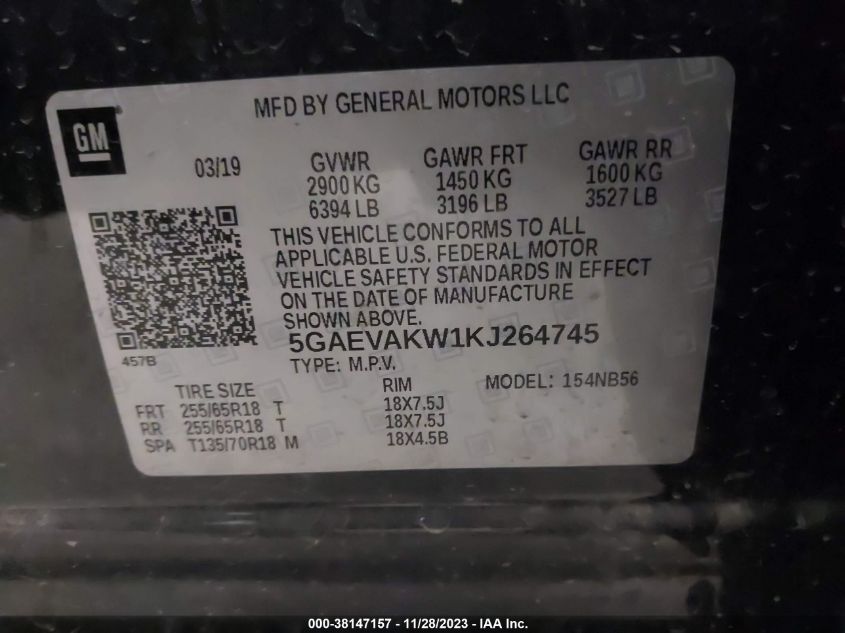 MFD BY GENERAL MOTORS LLC
GM
03/19
GVWR
2900 KG
6394 LB
GAWR FRT
1450 KG
3196 LB
GAWR RR
1600 KG
3527 LB
THIS VEHICLE CONFORMS TO ALL
APPLICABLE U.S. FEDERAL MOTOR
VEHICLE SAFETY STANDARDS IN EFFECT
ON THE DATE OF MANUFACTURE
SHOWN ABOVE.
457B
5GAEVAKW1KJ264745
TYPE: M.P.V.
MODEL: 154NB56
TIRE SIZE RIM
FRT 255/65R18 T 18X7.5J
RR 255/65R18 T 18X7.5J
SPA T135/70R18 M 18X4.5B
000-38147157 - 11/28/2023 - IAA Inc.